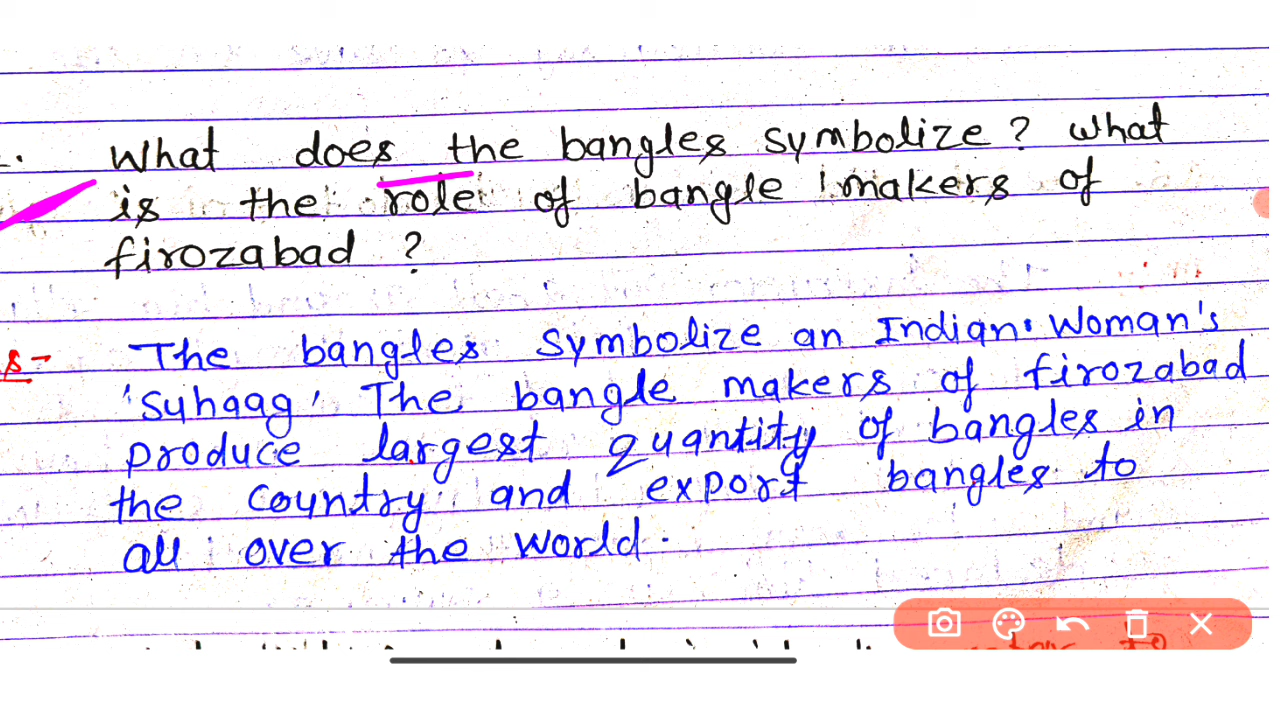 What does the bangles symbolize? what
is the role of bangle makers of
firozabad ?
The bangles symbolize an Indian Woman's
'Suhaag' The bangle makers of firozabad
produce largest quantity of bangles in
the country and export bangles to
all over the world.